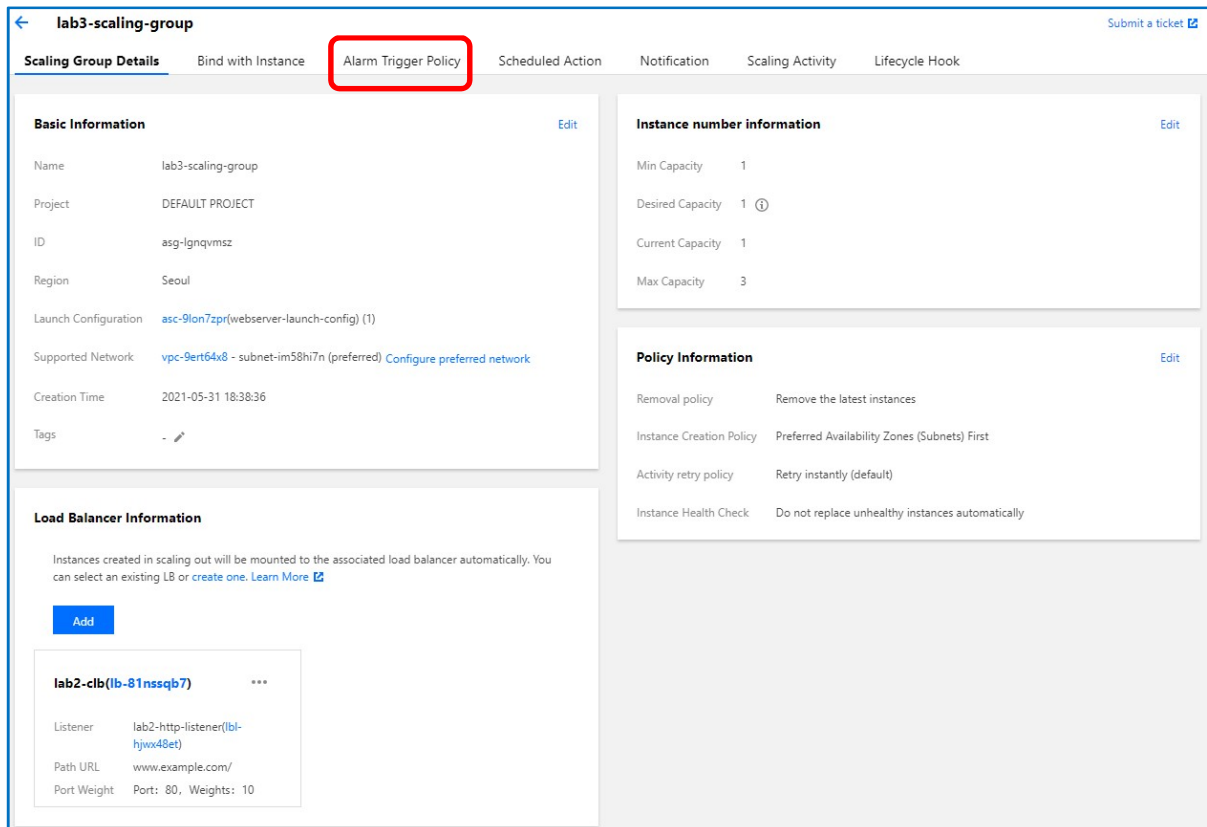 lab3-scaling-group
Submit a ticket
Scaling Group Details Bind with Instance Alarm Trigger Policy Scheduled Action Notification Scaling Activity Lifecycle Hook
Basic Information Edit
Name lab3-scaling-group
Project DEFAULT PROJECT
ID asg-lgnqvmsz
Region Seoul
Launch Configuration asc-9lon7zpr(webserver-launch-config) (1)
Supported Network vpc-9ert64x8 - subnet-im58hi7n (preferred) Configure preferred network
Creation Time 2021-05-31 18:38:36
Tags -
Load Balancer Information
Instances created in scaling out will be mounted to the associated load balancer automatically. You
can select an existing LB or create one. Learn More
Add
lab2-clb(lb-81nssqb7) •••
Listener lab2-http-listener(lbl-
hjwx48et)
Path URL www.example.com/
Port Weight Port: 80, Weights: 10
Instance number information Edit
Min Capacity 1
Desired Capacity 1
Current Capacity 1
Max Capacity 3
Policy Information Edit
Removal policy Remove the latest instances
Instance Creation Policy Preferred Availability Zones (Subnets) First
Activity retry policy Retry instantly (default)
Instance Health Check Do not replace unhealthy instances automatically